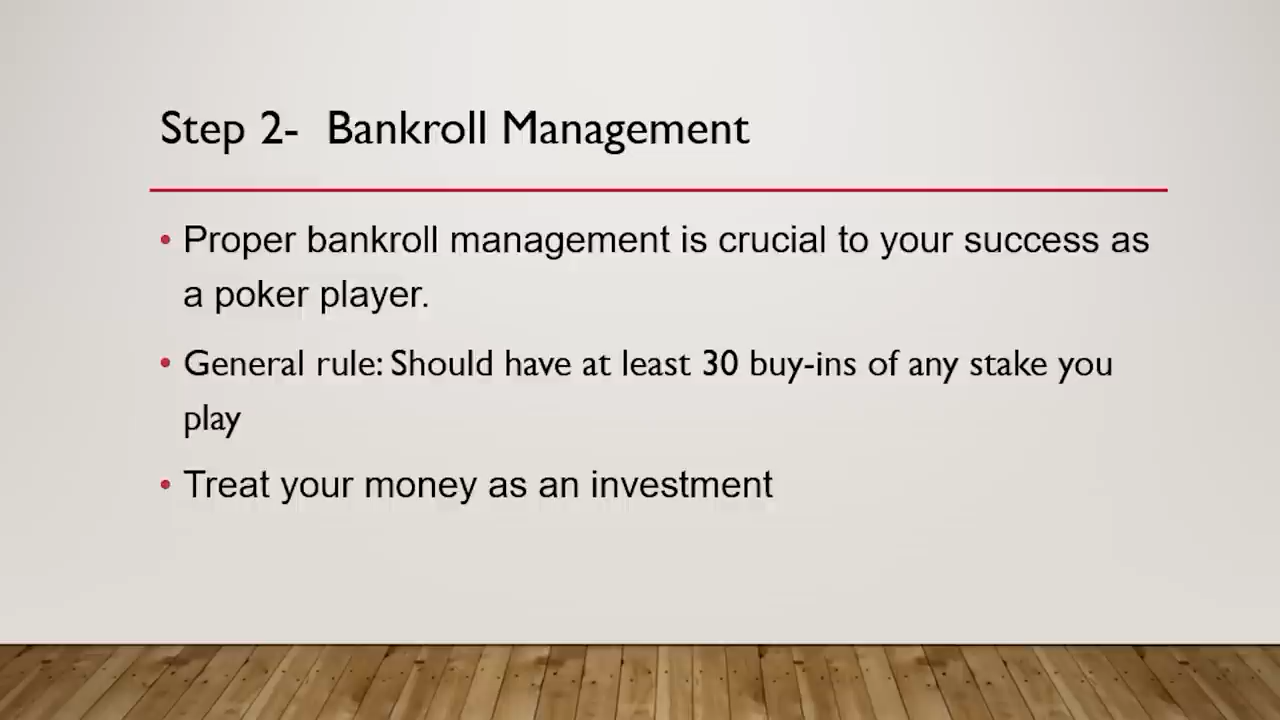 Step 2-  Bankroll Management
• Proper bankroll management is crucial to your success as
a poker player.
• General rule: Should have at least 30 buy-ins of any stake you
play
• Treat your money as an investment